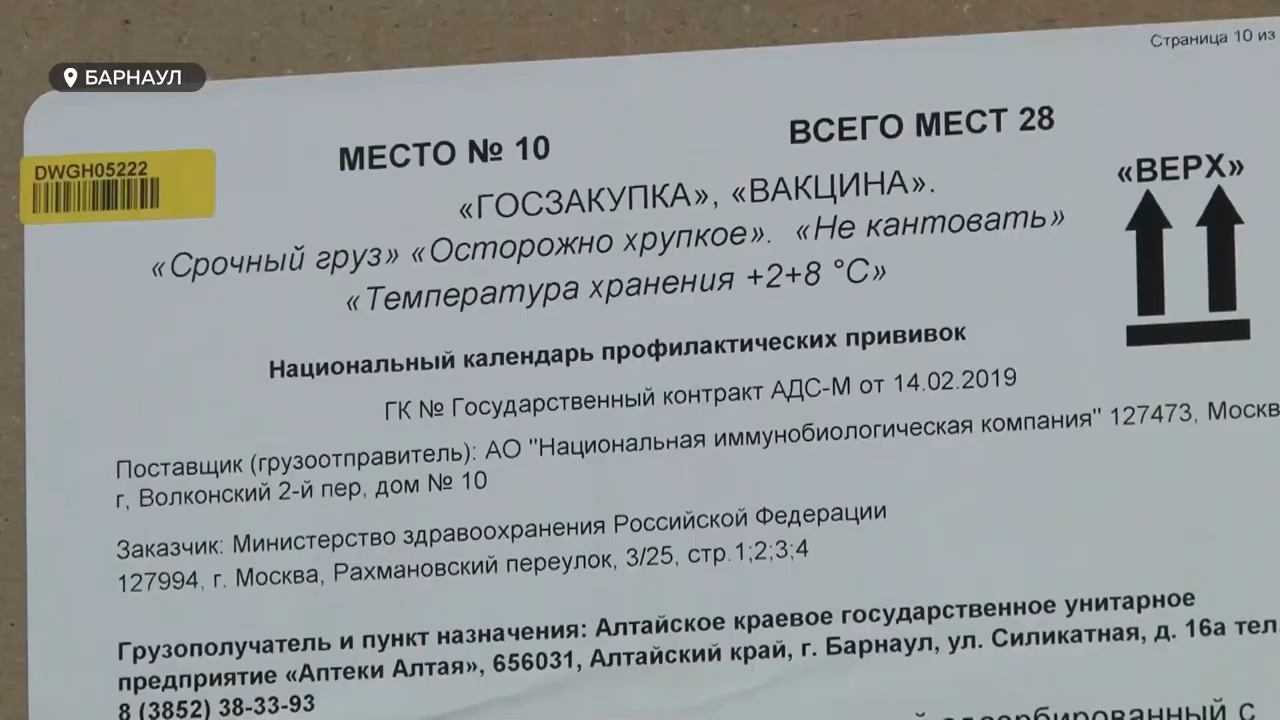 БАРНАУЛ
Страница 10 из
DWGH05222
МЕСТО № 10
ВСЕГО МЕСТ 28
«ВЕРХ»
«ГОСЗАКУПКА», «ВАКЦИНА».
«Срочный груз» «Осторожно хрупкое». «Не кантовать»
«Температура хранения +2+8 °С»
Национальный календарь профилактических прививок
ГК № Государственный контракт АДС-М от 14.02.2019
Поставщик (грузоотправитель): АО "Национальная иммунобиологическая компания" 127473, Москв
г, Волконский 2-й пер, дом № 10
Заказчик: Министерство здравоохранения Российской Федерации
127994, г. Москва, Рахмановский переулок, 3/25, стр.1;2;3;4
Грузополучатель и пункт назначения: Алтайское краевое государственное унитарное
предприятие «Аптеки Алтая», 656031, Алтайский край, г. Барнаул, ул. Силикатная, д. 16а тел.
8 (3852) 38-33-93
адсорбированный с